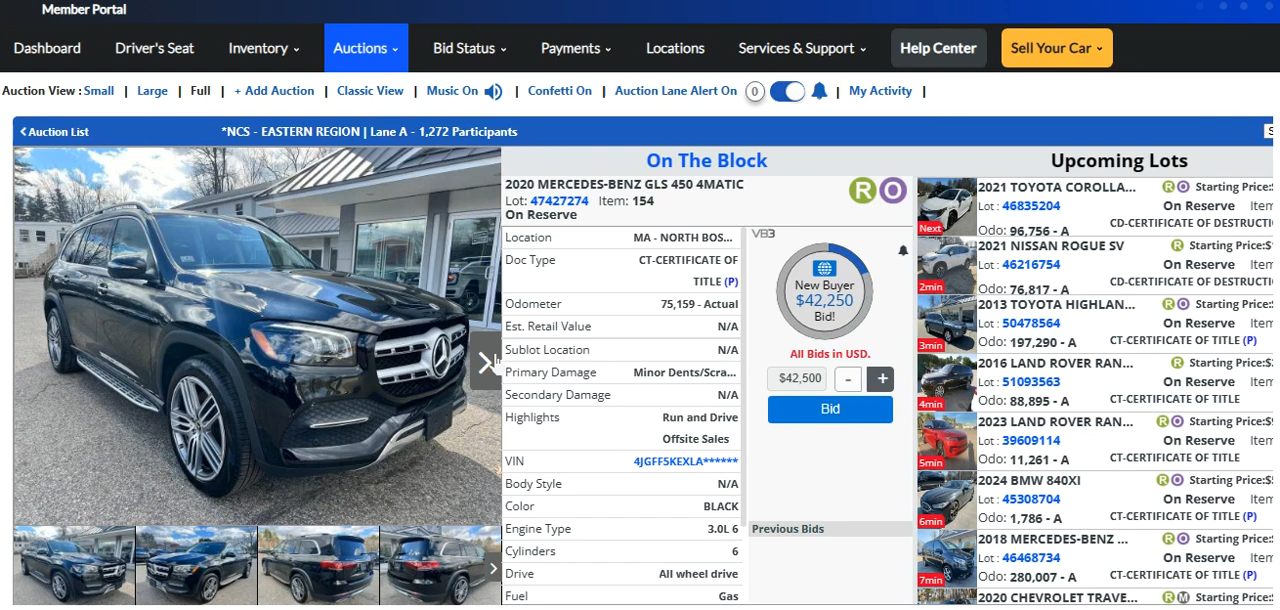 Member Portal
Dashboard Driver's Seat Inventory Auctions Bid Status Payments Locations Services & Support Help Center Sell Your Car
Auction View : Small | Large | Full | + Add Auction | Classic View | Music On | Confetti On | Auction Lane Alert On 0 | My Activity |
Auction List *NCS - EASTERN REGION | Lane A - 1,272 Participants
On The Block
2020 MERCEDES-BENZ GLS 450 4MATIC R O
Lot: 47427274 Item: 154
On Reserve
Location MA - NORTH BOS...
Doc Type CT-CERTIFICATE OF
TITLE (P)
Odometer 75,159 - Actual
Est. Retail Value N/A
Sublot Location N/A
Primary Damage Minor Dents/Scra...
Secondary Damage N/A
Highlights Run and Drive
Offsite Sales
VIN 4JGFF5KEXLA******
Body Style N/A
Color BLACK
Engine Type 3.0L 6
Cylinders 6
Drive All wheel drive
Fuel Gas
VB3
New Buyer
$42,250
Bid!
All Bids in USD.
$42,500 - +
Bid
Previous Bids
Upcoming Lots
2021 TOYOTA COROLLA... R O Starting Price:$
Lot : 46835204 On Reserve Item
CD-CERTIFICATE OF DESTRUCTI
Next Odo: 96,756 - A
2021 NISSAN ROGUE SV R Starting Price:$
Lot : 46216754 On Reserve Item
CD-CERTIFICATE OF DESTRUCTI
2min Odo: 76,817 - A
2013 TOYOTA HIGHLAN... R O Starting Price:$
Lot : 50478564 On Reserve Item
3min Odo: 197,290 - A CT-CERTIFICATE OF TITLE (P)
2016 LAND ROVER RAN... R Starting Price:$
Lot : 51093563 On Reserve Item
4min Odo: 88,895 - A CT-CERTIFICATE OF TITLE
2023 LAND ROVER RAN... R O Starting Price:$
Lot : 39609114 On Reserve Item
5min Odo: 11,261 - A CT-CERTIFICATE OF TITLE
2024 BMW 840XI R O Starting Price:$
Lot : 45308704 On Reserve Item
6min Odo: 1,786 - A CT-CERTIFICATE OF TITLE (P)
2018 MERCEDES-BENZ ... R O Starting Price:$
Lot : 46468734 On Reserve Item
7min Odo: 280,007 - A CT-CERTIFICATE OF TITLE (P)
2020 CHEVROLET TRAVE... R M Starting Price:$